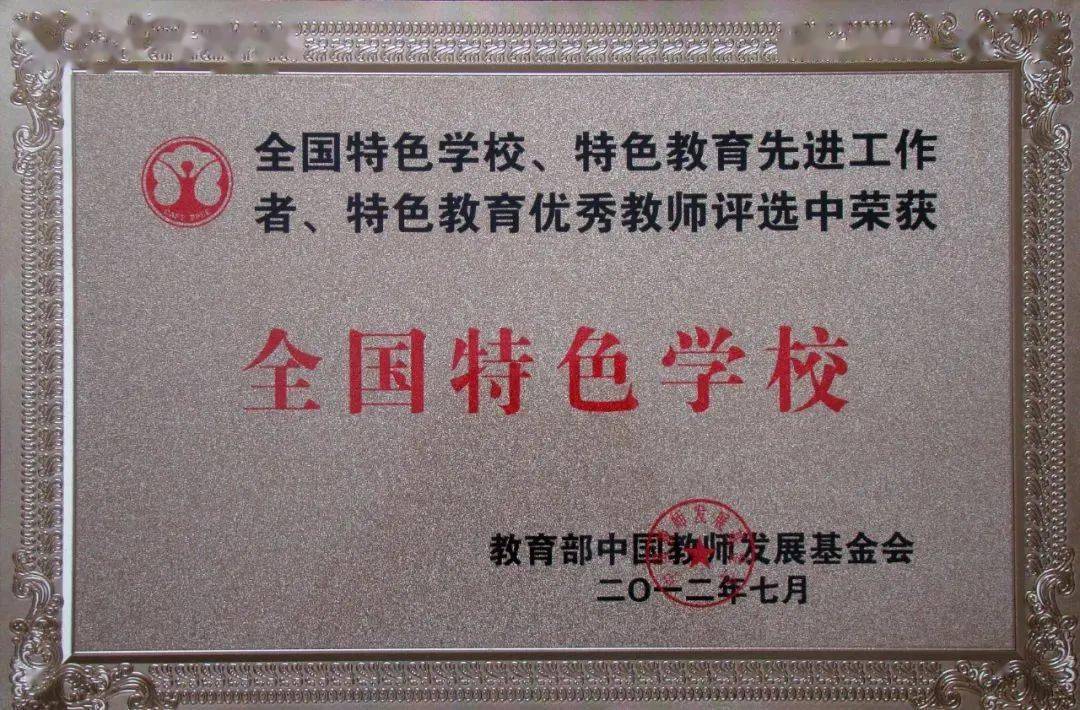 全国特色学校、特色教育先进工作
者、特色教育优秀教师评选中荣获
全国特色学校
教育部中国教师发展基金会
二〇一二年七月